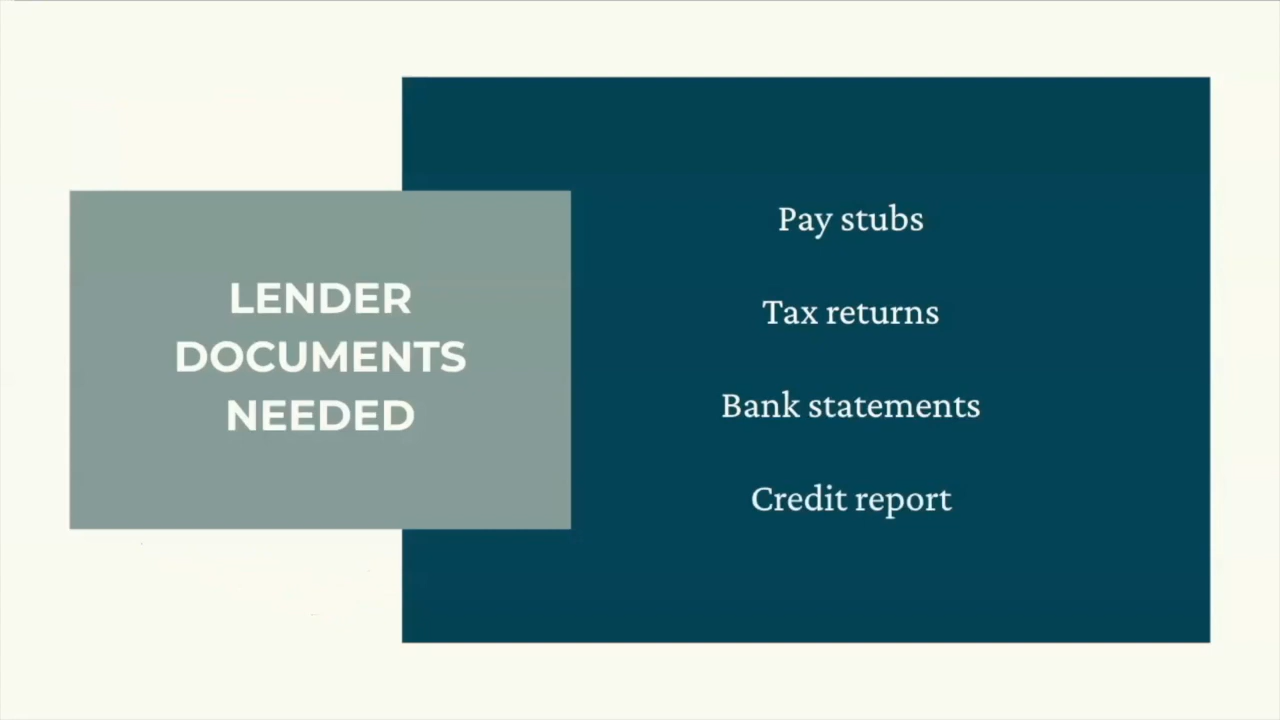 LENDER
DOCUMENTS
NEEDED
Pay stubs
Tax returns
Bank statements
Credit report